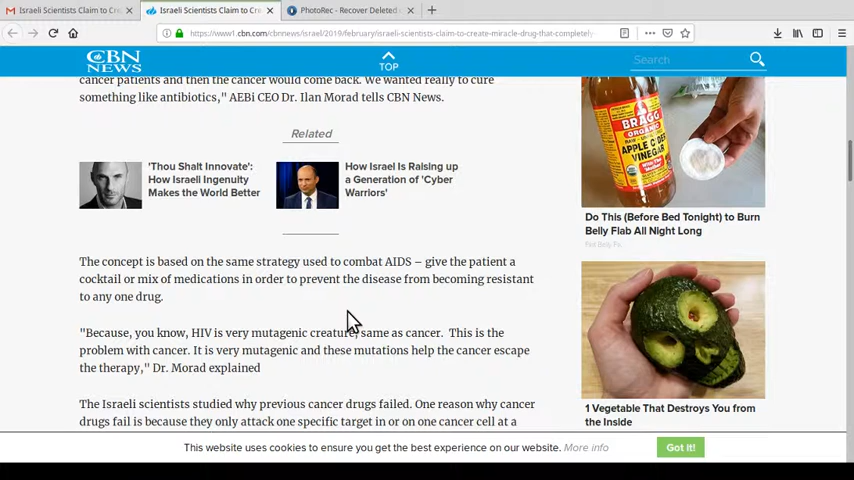 Israeli Scientists Claim to Cre
Israeli Scientists Claim to Cre
PhotoRec - Recover Deleted
https://www1.cbn.com/cbnnews/israel/2019/february/israeli-scientists-claim-to-create-miracle-drug-that-completely-
CBN
NEWS
TOP
Search
cancer patients and then the cancer would come back. We wanted really to cure
something like antibiotics," AEBi CEO Dr. Ilan Morad tells CBN News.
Related
'Thou Shalt Innovate':
How Israeli Ingenuity
Makes the World Better
How Israel Is Raising up
a Generation of 'Cyber
Warriors'
The concept is based on the same strategy used to combat AIDS – give the patient a
cocktail or mix of medications in order to prevent the disease from becoming resistant
to any one drug.
"Because, you know, HIV is very mutagenic creature, same as cancer. This is the
problem with cancer. It is very mutagenic and these mutations help the cancer escape
the therapy," Dr. Morad explained
The Israeli scientists studied why previous cancer drugs failed. One reason why cancer
drugs fail is because they only attack one specific target in or on one cancer cell at a
BRAGG
ORGANIC
APPLE CIDER
VINEGAR
Do This (Before Bed Tonight) to Burn
Belly Flab All Night Long
1 Vegetable That Destroys You from
the Inside
This website uses cookies to ensure you get the best experience on our website. More info
Got it!